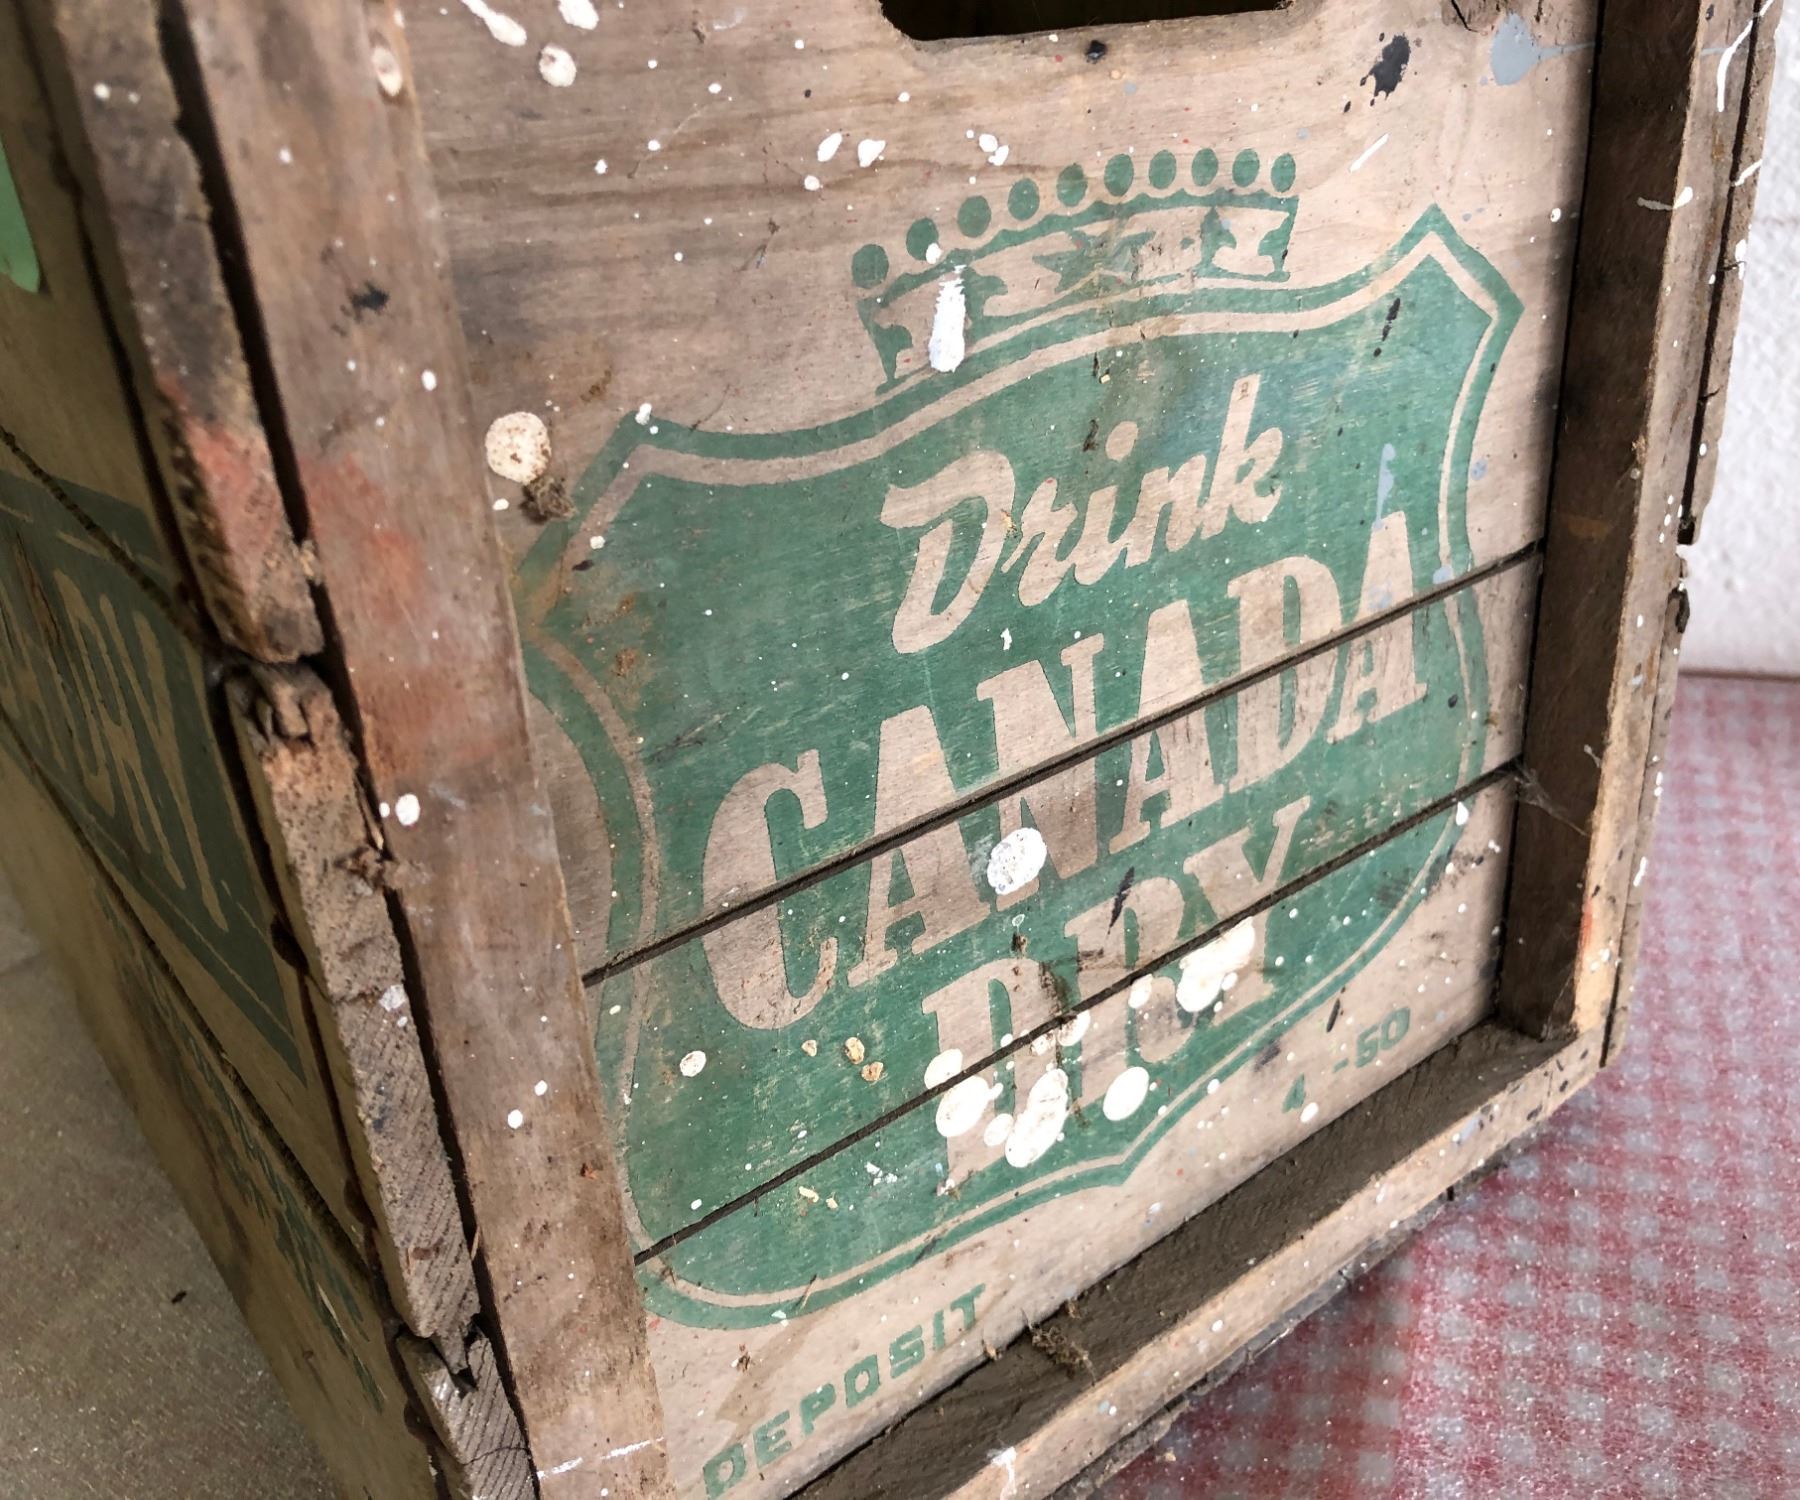 Drink
CANADA
DRY
4-50
DEPOSIT